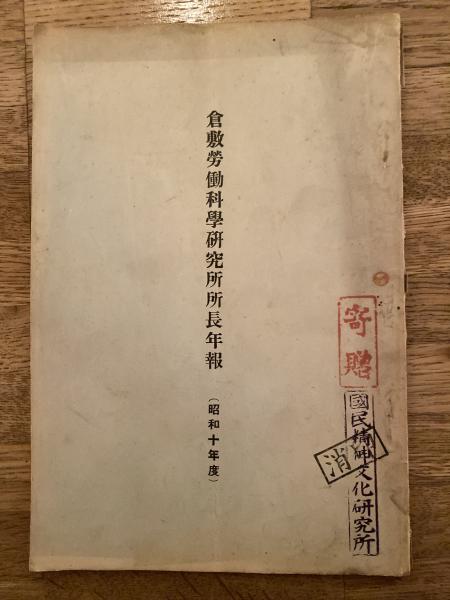 倉敷勞働科學硏究所所長年報
(昭和十年度)
寄贈
國民精神文化研究所
消